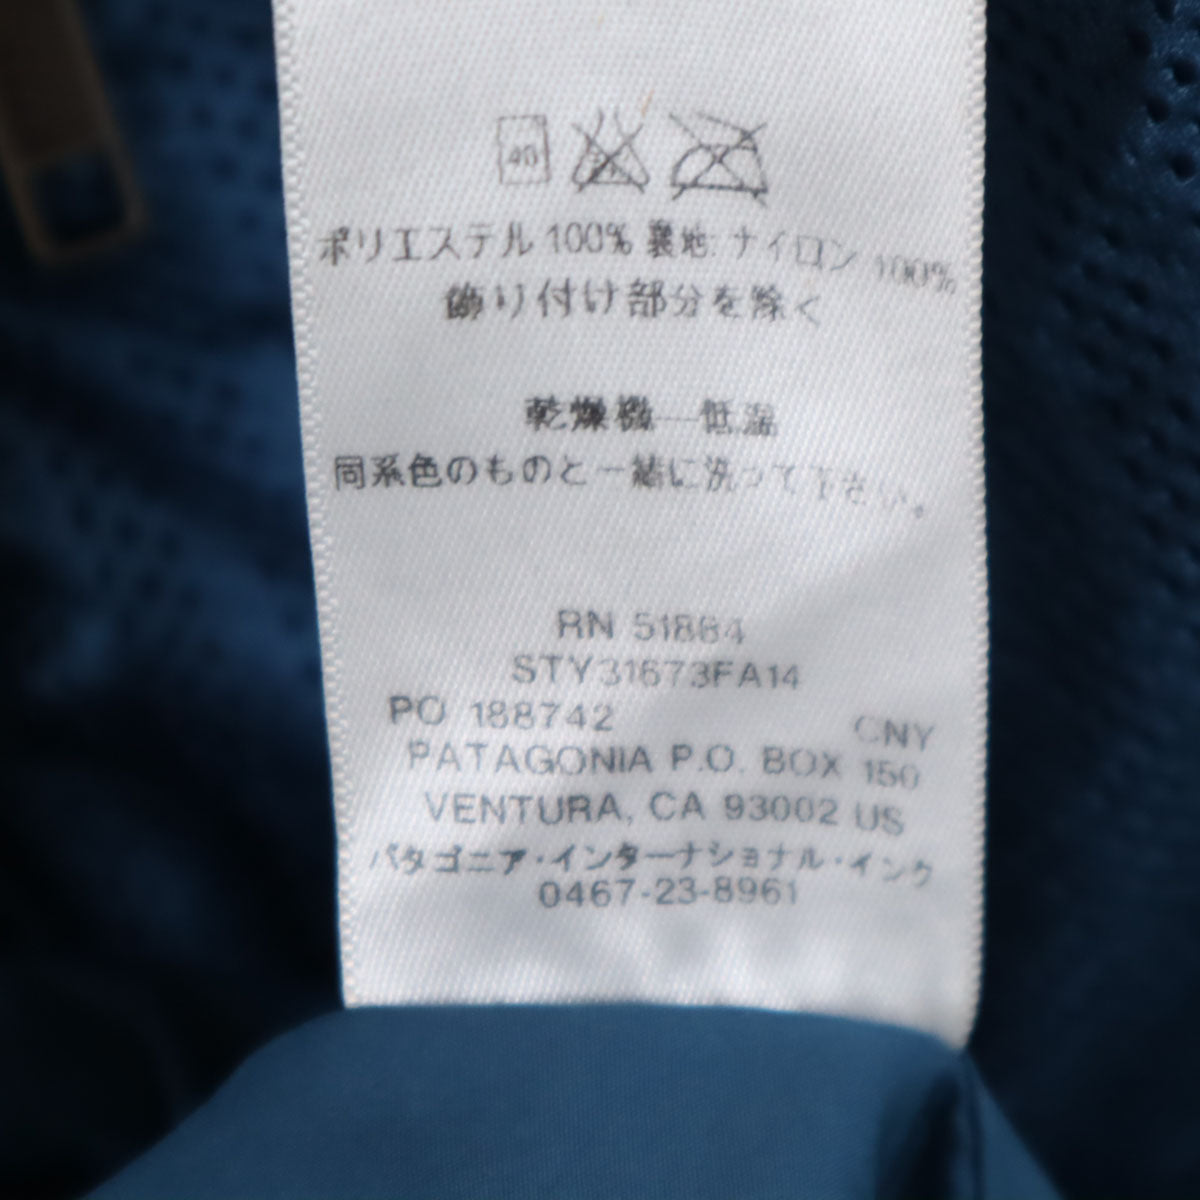 40
ポリエステル 100% 裏地: ナイロン 100%
飾り付け部分を除く
乾燥機―低温
同系色のものと一緒に洗って下さい。
RN 51884
STY31673FA14
PO 188742 CNY
PATAGONIA P.O. BOX 150
VENTURA, CA 93002 US
パタゴニア・インターナショナル・インク
0467-23-8961